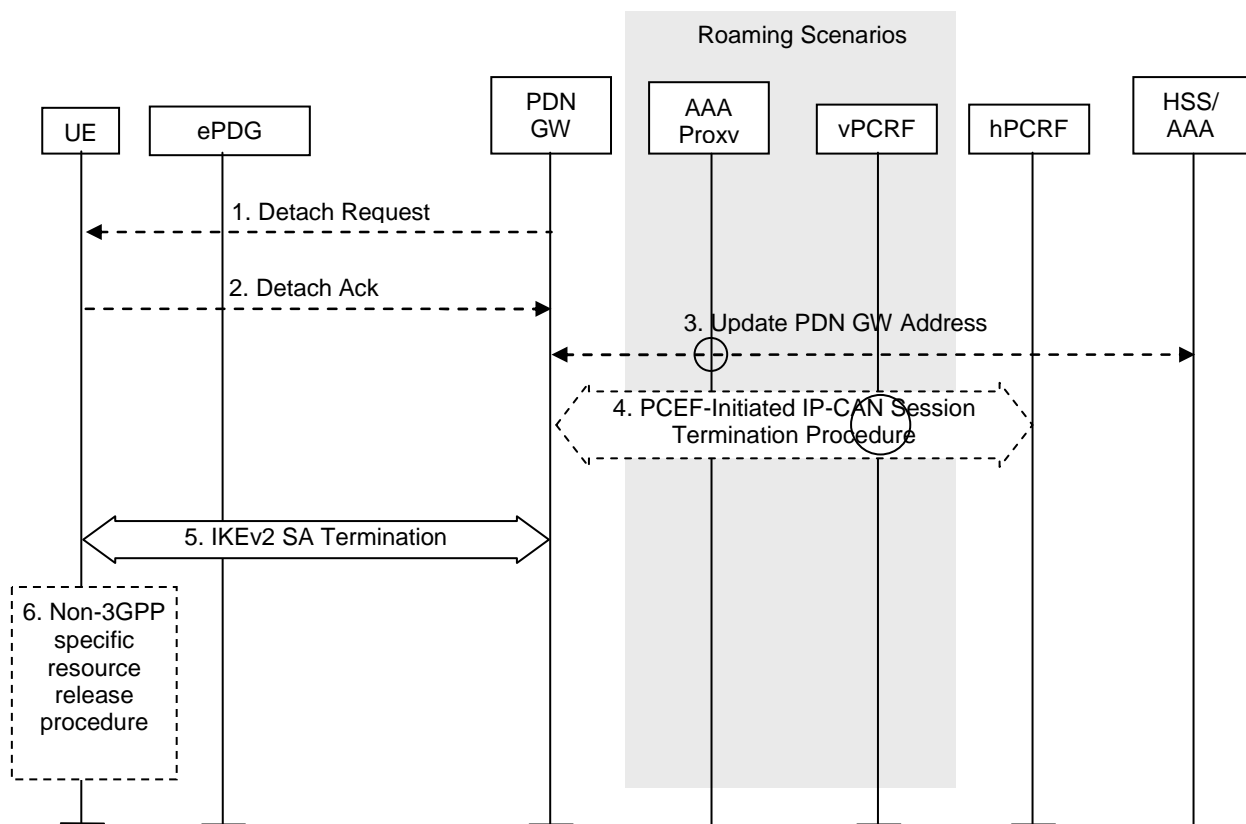 Roaming Scenarios
UE
ePDG
PDN
GW
AAA
Proxv
vPCRF
hPCRF
HSS/
AAA
1. Detach Request
2. Detach Ack
3. Update PDN GW Address
4. PCEF-Initiated IP-CAN Session
Termination Procedure
5. IKEv2 SA Termination
6. Non-3GPP
specific
resource
release
procedure